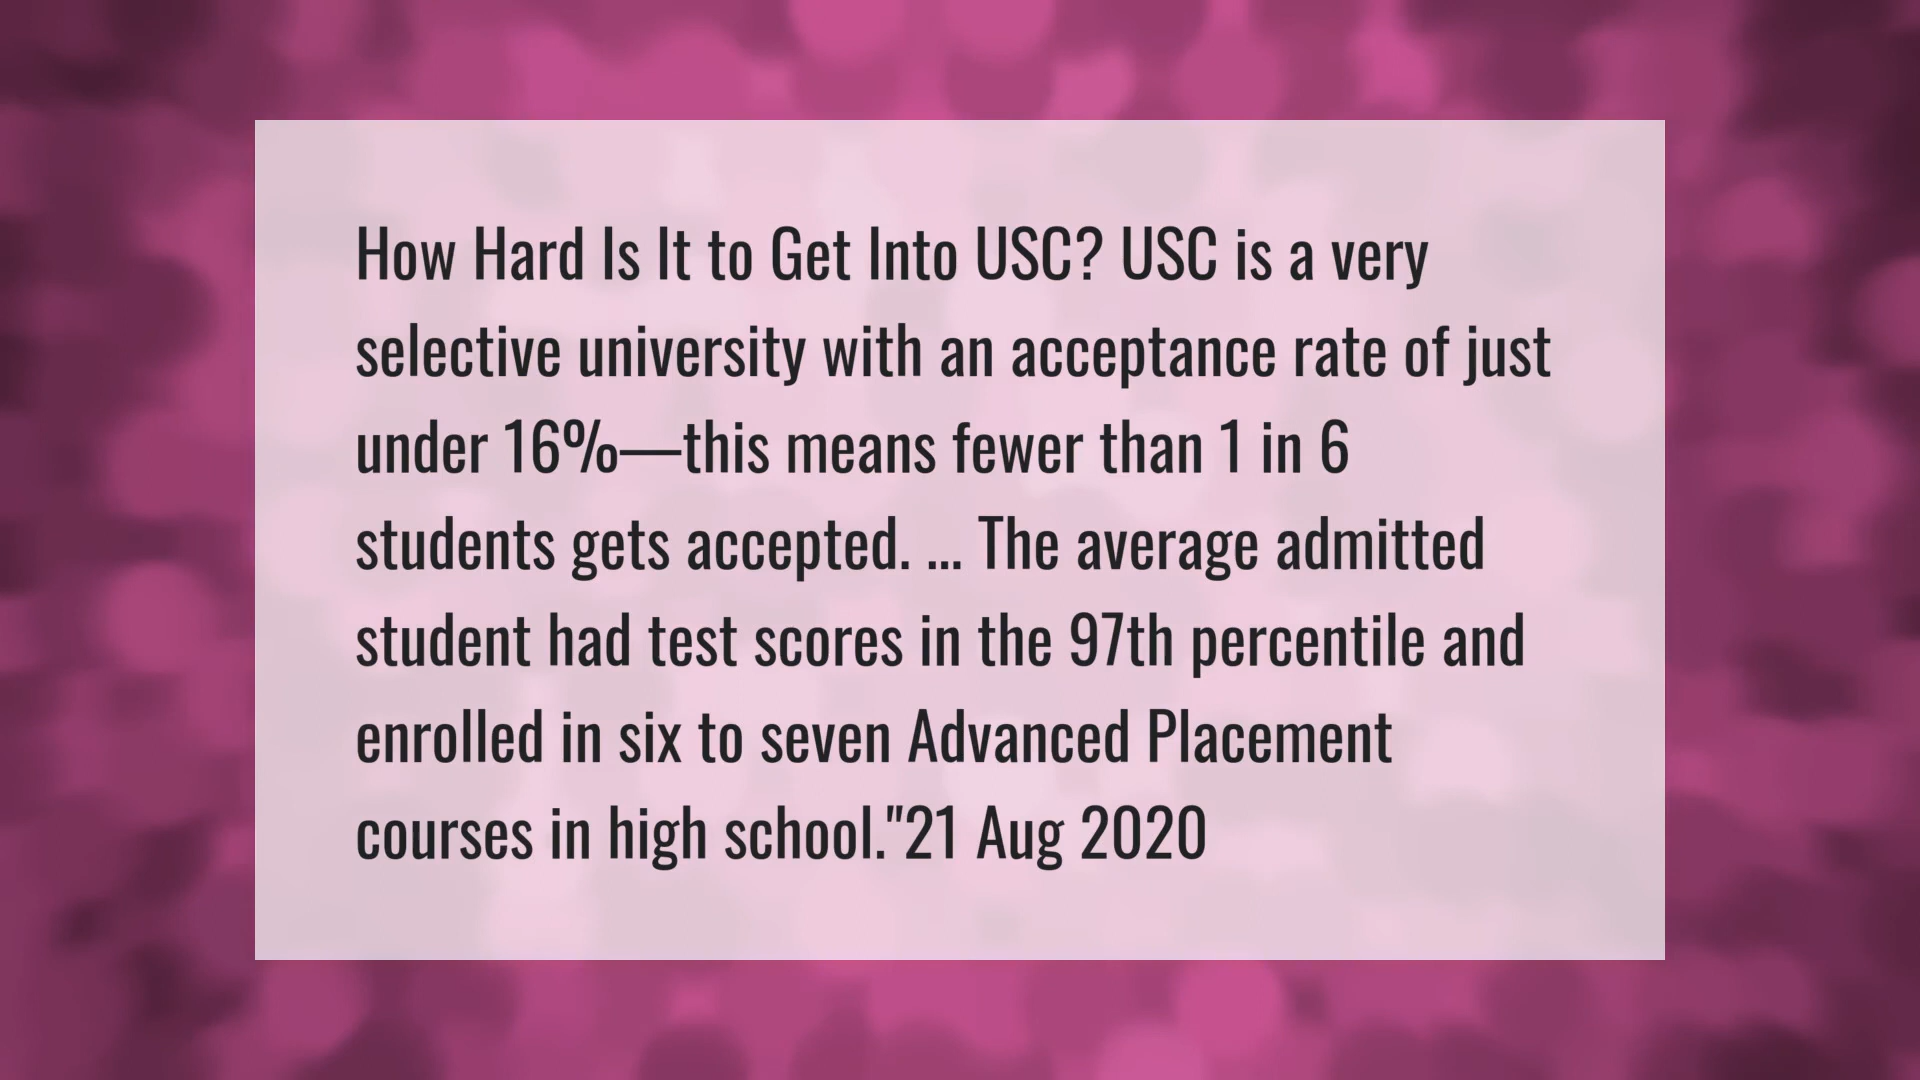 How Hard Is It to Get Into USC? USC is a very
selective university with an acceptance rate of just
under 16%—this means fewer than 1 in 6
students gets accepted. ... The average admitted
student had test scores in the 97th percentile and
enrolled in six to seven Advanced Placement
courses in high school."21 Aug 2020